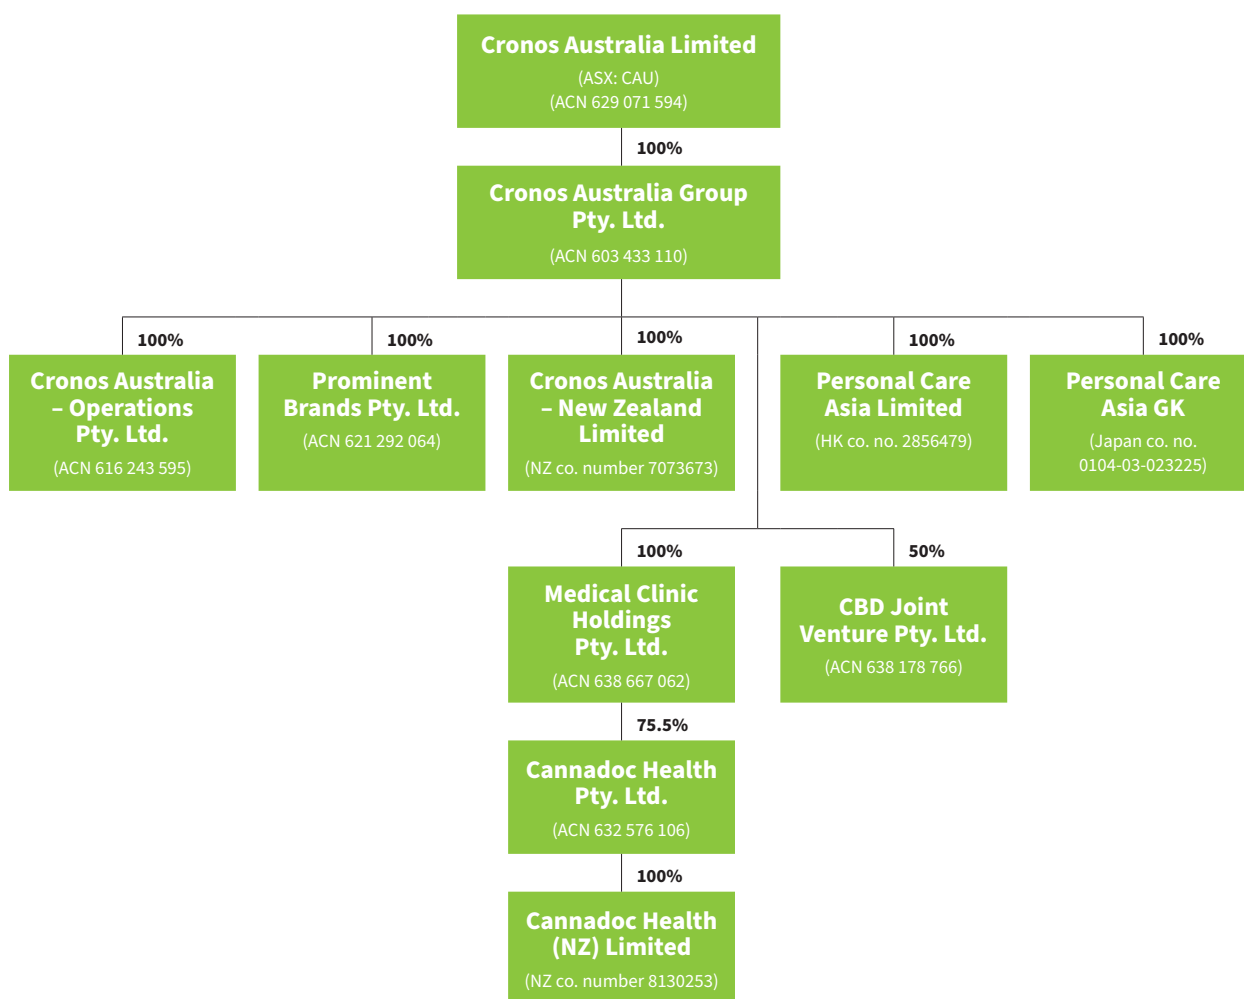 Cronos Australia Limited
(ASX: CAU)
(ACN 629 071 594)
100%
Cronos Australia Group
Pty. Ltd.
(ACN 603 433 110)
100%
Cronos Australia
– Operations
Pty. Ltd.
(ACN 616 243 595)
100%
Prominent
Brands Pty. Ltd.
(ACN 621 292 064)
100%
Cronos Australia
– New Zealand
Limited
(NZ co. number 7073673)
100%
Personal Care
Asia Limited
(HK co. no. 2856479)
100%
Personal Care
Asia GK
(Japan co. no.
0104-03-023225)
100%
Medical Clinic
Holdings
Pty. Ltd.
(ACN 638 667 062)
50%
CBD Joint
Venture Pty. Ltd.
(ACN 638 178 766)
75.5%
Cannadoc Health
Pty. Ltd.
(ACN 632 576 106)
100%
Cannadoc Health
(NZ) Limited
(NZ co. number 8130253)